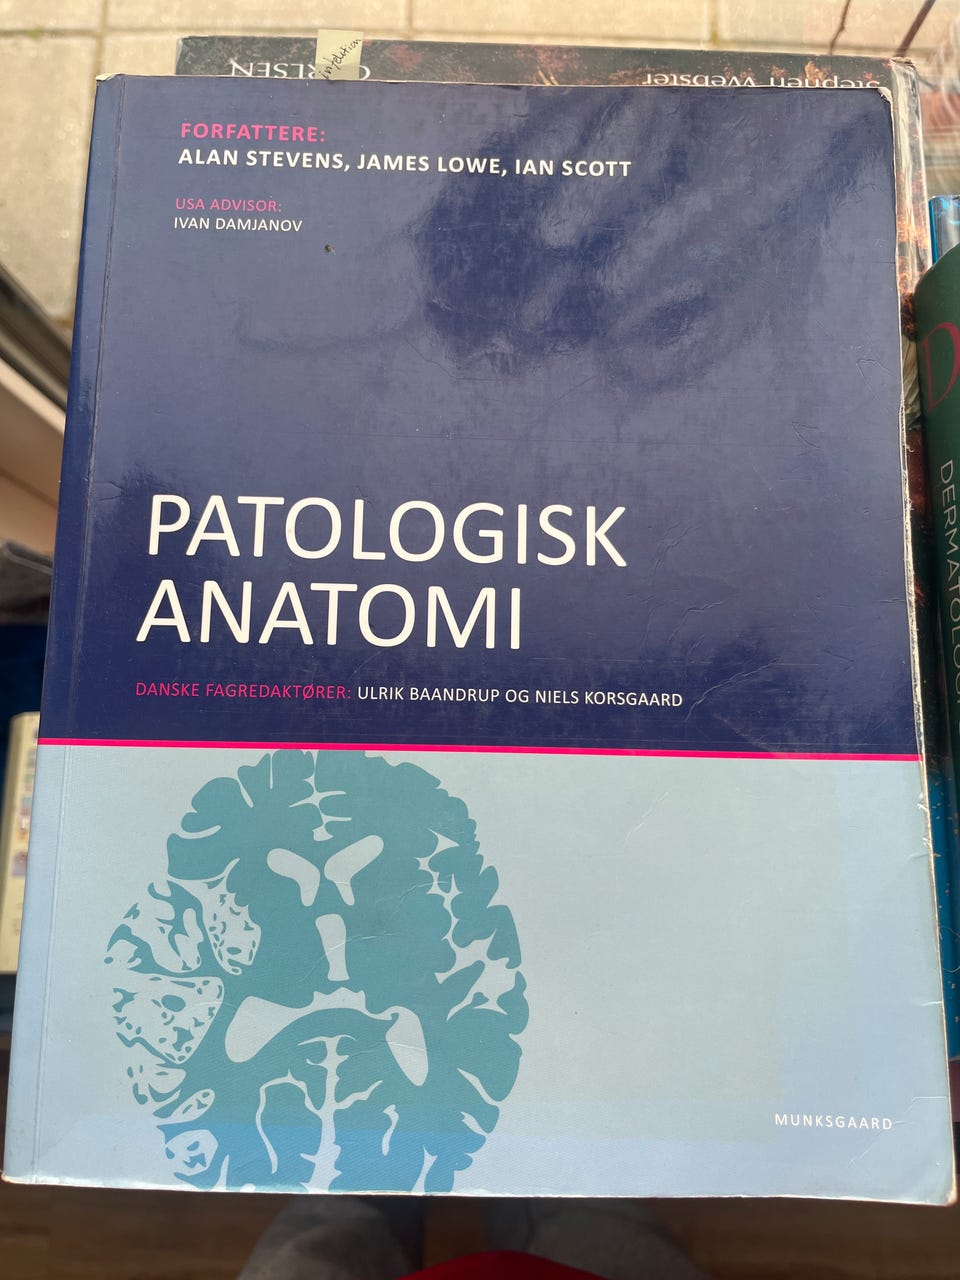 Stephen Webster
FORFATTERE:
ALAN STEVENS, JAMES LOWE, IAN SCOTT
USA ADVISOR:
IVAN DAMJANOV
PATOLOGISK
ANATOMI
DANSKE FAGREDAKTØRER: ULRIK BAANDRUP OG NIELS KORSGAARD
MUNKSGAARD